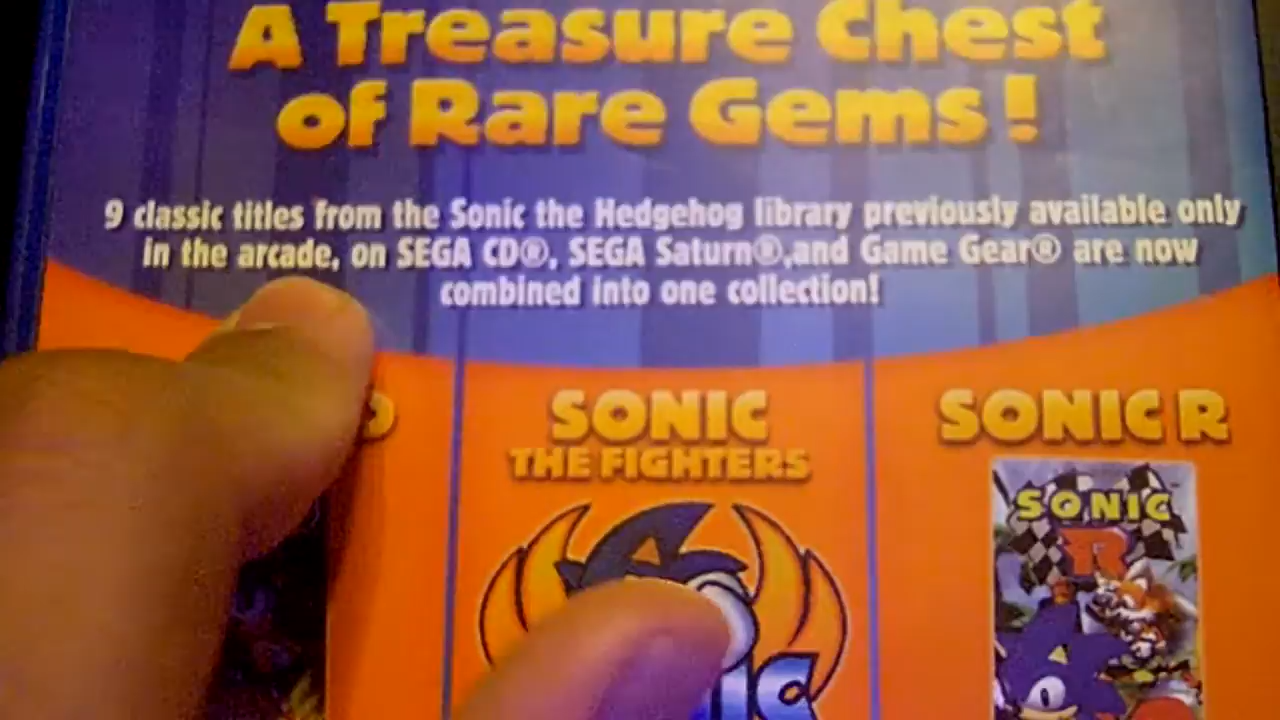 A Treasure Chest
of Rare Gems!
9 classic titles from the Sonic the Hedgehog library previously available only
in the arcade, on SEGA CD®, SEGA Saturn®,and Game Gear® are now
combined into one collection!
SONIC
THE FIGHTERS
SONIC R
SONIC
R